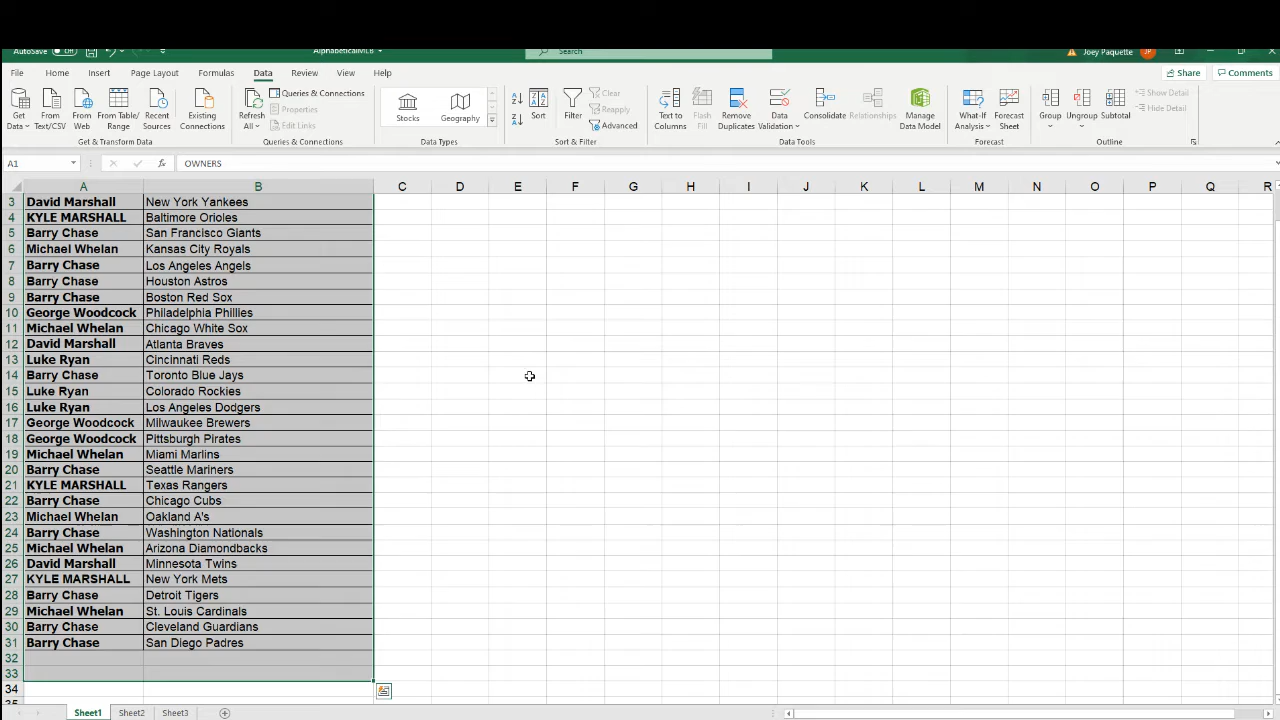 AutoSave Off AlphabeticalMLB Search Joey Paquette JP
File Home Insert Page Layout Formulas Data Review View Help Share Comments
Get Data From Text/CSV From Web From Table/ Range Recent Sources Existing Connections Refresh All Queries & Connections Properties Edit Links Stocks Geography Sort Filter Clear Reapply Advanced Text to Columns Flash Fill Remove Duplicates Data Validation Consolidate Relationships Manage Data Model What-If Analysis Forecast Sheet Group Ungroup Subtotal Show Detail Hide Detail
Get & Transform Data Queries & Connections Data Types Sort & Filter Data Tools Forecast Outline
A1 fx OWNERS
A B C D E F G H I J K L M N O P Q R
3 David Marshall New York Yankees
4 KYLE MARSHALL Baltimore Orioles
5 Barry Chase San Francisco Giants
6 Michael Whelan Kansas City Royals
7 Barry Chase Los Angeles Angels
8 Barry Chase Houston Astros
9 Barry Chase Boston Red Sox
10 George Woodcock Philadelphia Phillies
11 Michael Whelan Chicago White Sox
12 David Marshall Atlanta Braves
13 Luke Ryan Cincinnati Reds
14 Barry Chase Toronto Blue Jays
15 Luke Ryan Colorado Rockies
16 Luke Ryan Los Angeles Dodgers
17 George Woodcock Milwaukee Brewers
18 George Woodcock Pittsburgh Pirates
19 Michael Whelan Miami Marlins
20 Barry Chase Seattle Mariners
21 KYLE MARSHALL Texas Rangers
22 Barry Chase Chicago Cubs
23 Michael Whelan Oakland A's
24 Barry Chase Washington Nationals
25 Michael Whelan Arizona Diamondbacks
26 David Marshall Minnesota Twins
27 KYLE MARSHALL New York Mets
28 Barry Chase Detroit Tigers
29 Michael Whelan St. Louis Cardinals
30 Barry Chase Cleveland Guardians
31 Barry Chase San Diego Padres
32
33
34
35
Sheet1 Sheet2 Sheet3